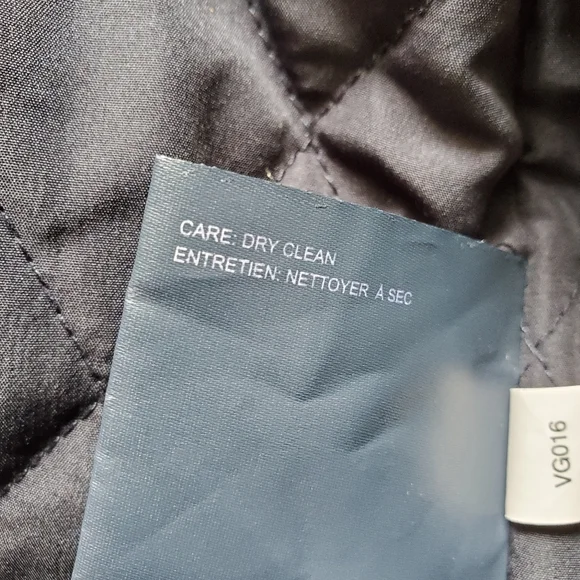 CARE: DRY CLEAN
ENTRETIEN: NETTOYER À SEC
VG016